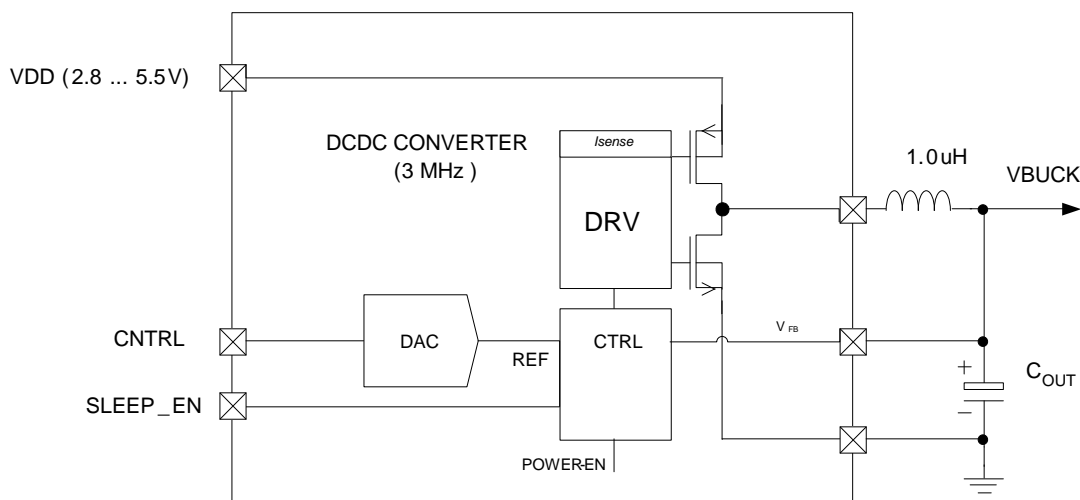 VDD (2.8 ... 5.5V)
DCDC CONVERTER
(3 MHz )
Isense
1.0uH
VBUCK
DRV
CNTRL
DAC
REF
CTRL
V FB
+
COUT
SLEEP_EN
−
POWER-EN